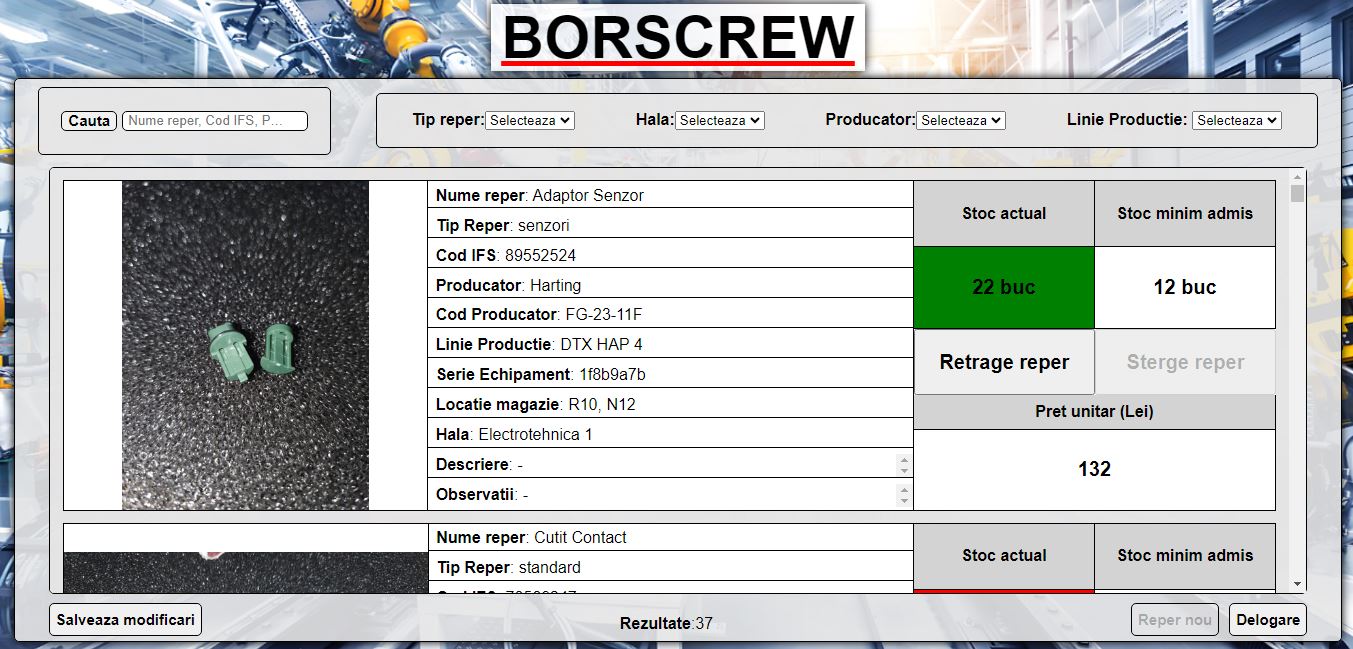 BORSCREW
Cauta Nume reper, Cod IFS, P...
Tip reper: Selecteaza Hala: Selecteaza Producator: Selecteaza Linie Productie: Selecteaza
Nume reper: Adaptor Senzor
Tip Reper: senzori
Cod IFS: 89552524
Producator: Harting
Cod Producator: FG-23-11F
Linie Productie: DTX HAP 4
Serie Echipament: 1f8b9a7b
Locatie magazie: R10, N12
Hala: Electrotehnica 1
Descriere: -
Observatii: -
Stoc actual Stoc minim admis
22 buc 12 buc
Retrage reper Sterge reper
Pret unitar (Lei)
132
Nume reper: Cutit Contact
Tip Reper: standard
Stoc actual Stoc minim admis
Salveaza modificari Rezultate:37 Reper nou Delogare